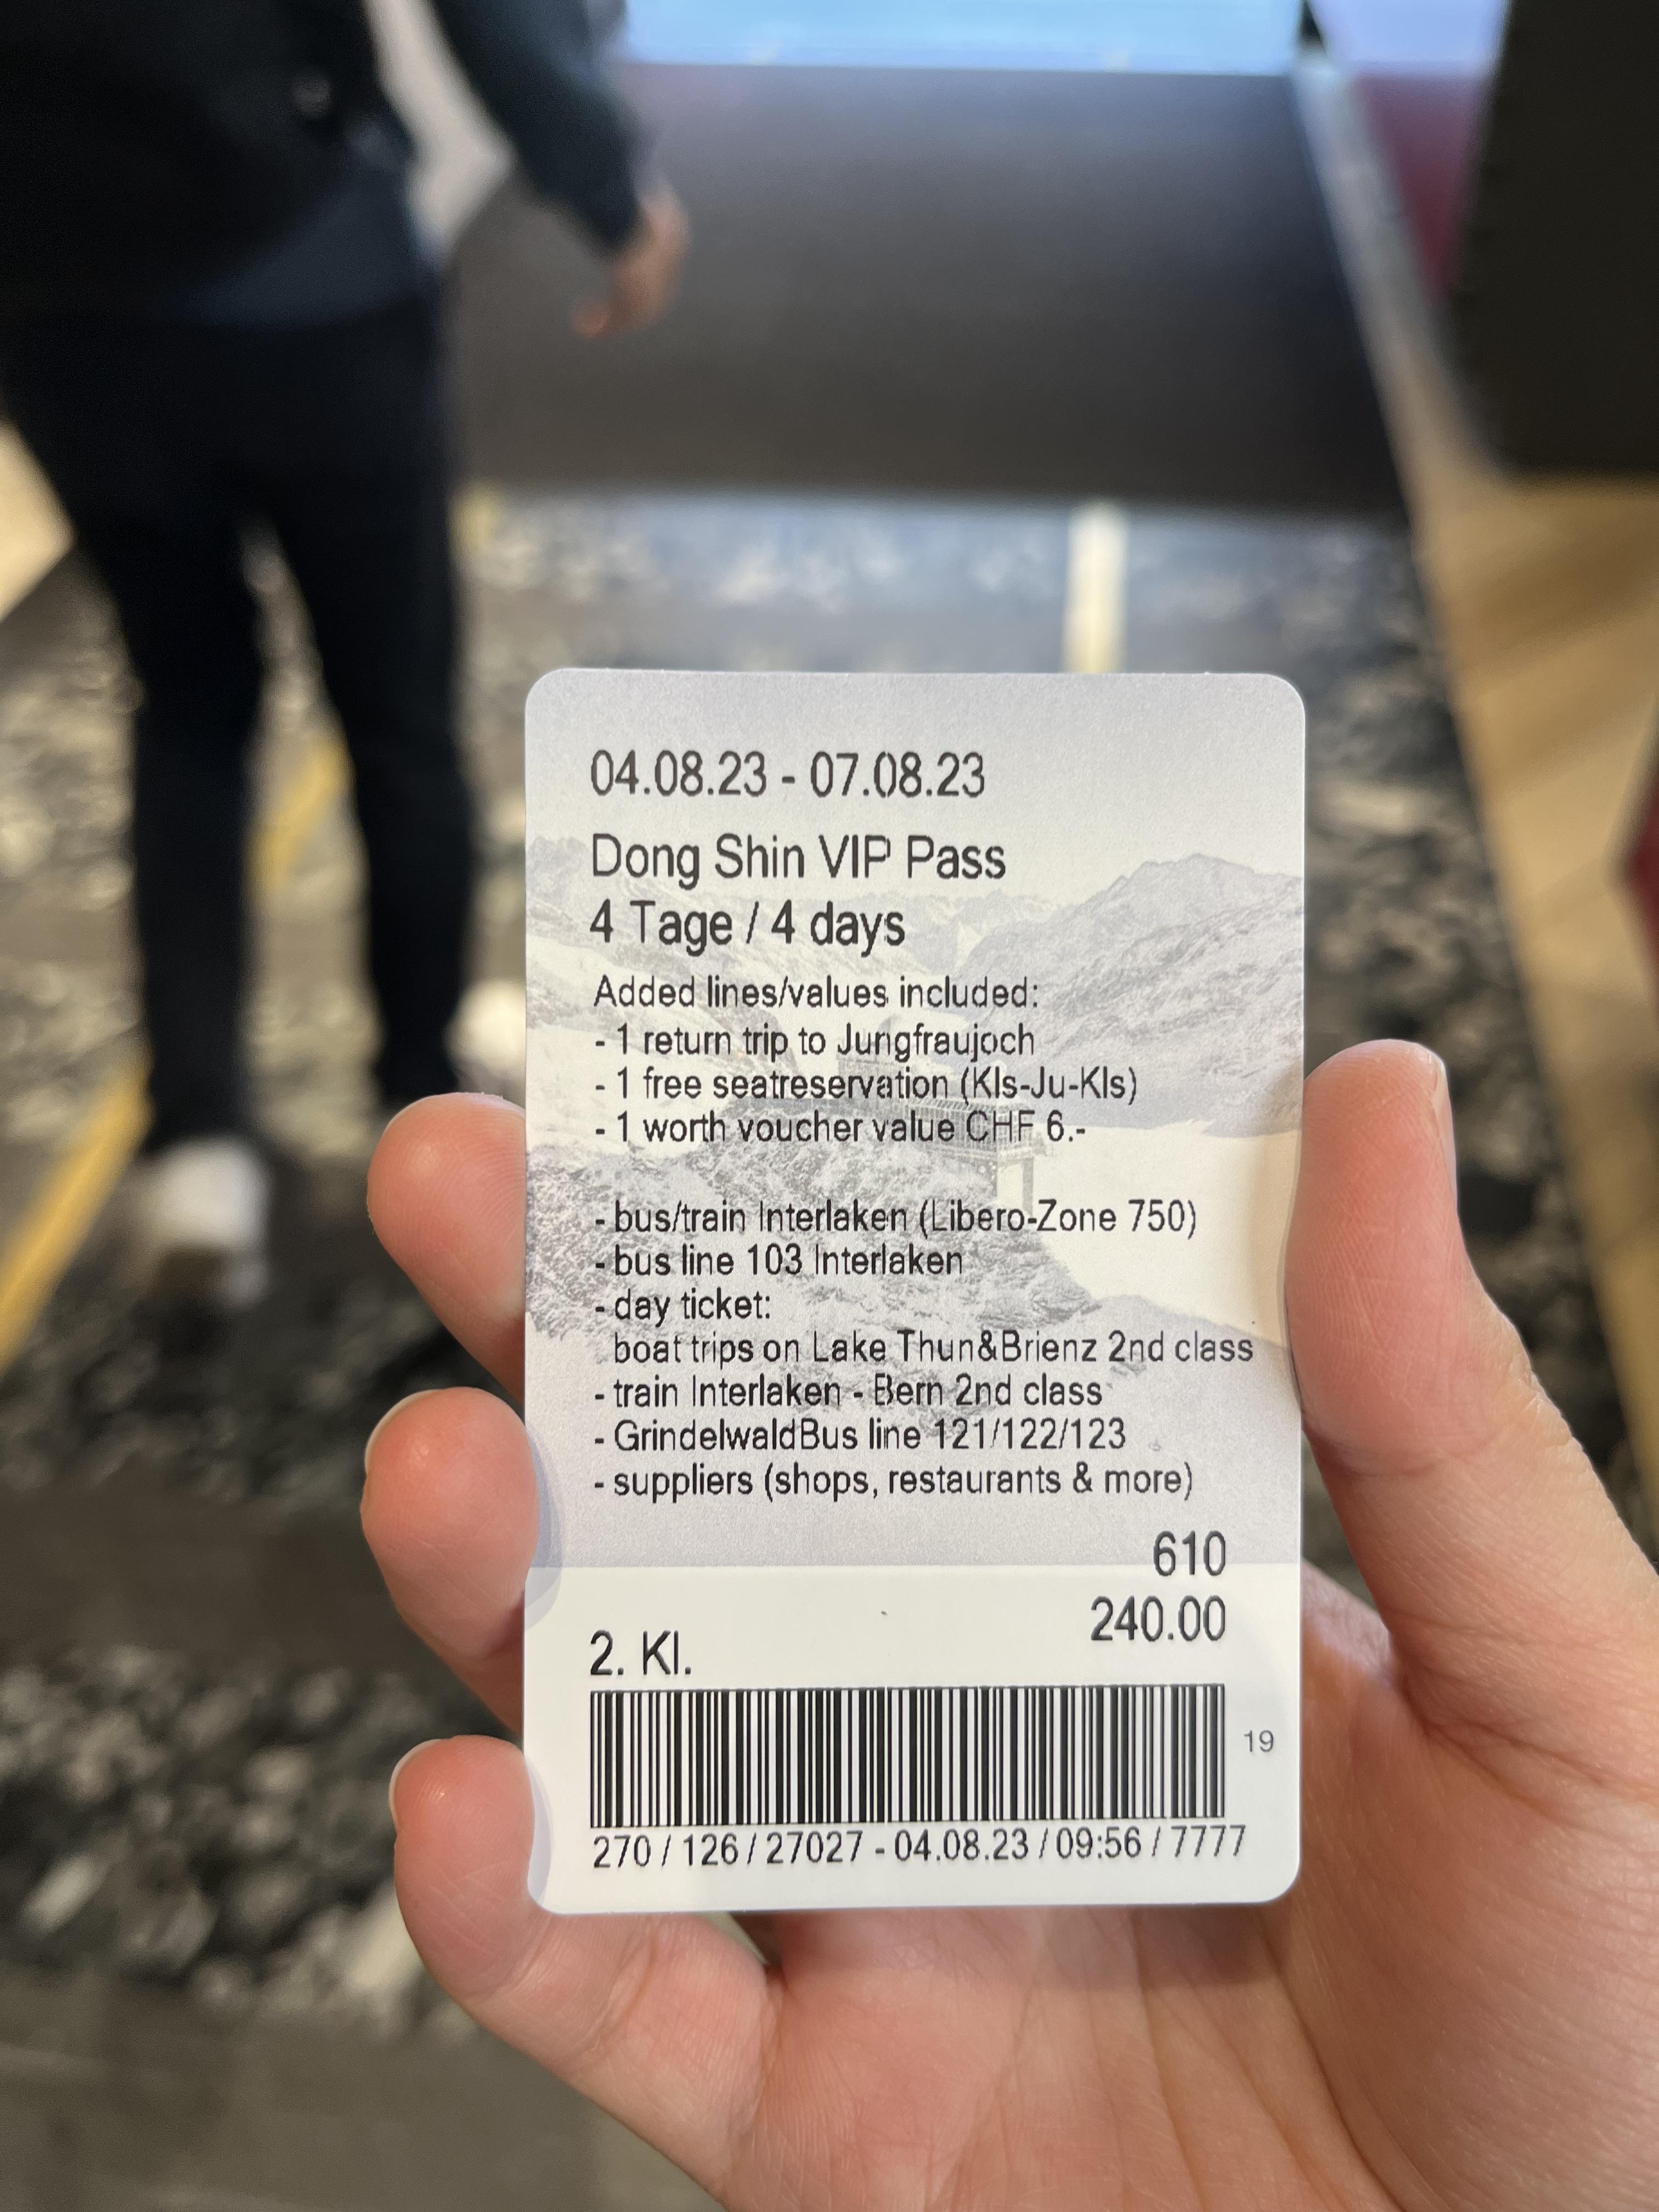 04.08.23 - 07.08.23
Dong Shin VIP Pass
4 Tage / 4 days
Added lines/values included:
- 1 return trip to Jungfraujoch
- 1 free seatreservation (Kls-Ju-Kls)
- 1 worth voucher value CHF 6.-
- bus/train Interlaken (Libero-Zone 750)
- bus line 103 Interlaken
- day ticket:
boat trips on Lake Thun&Brienz 2nd class
- train Interlaken - Bern 2nd class
- GrindelwaldBus line 121/122/123
- suppliers (shops, restaurants & more)
610
240.00
2. Kl.
19
270 / 126 / 27027 - 04.08.23 / 09:56 / 7777